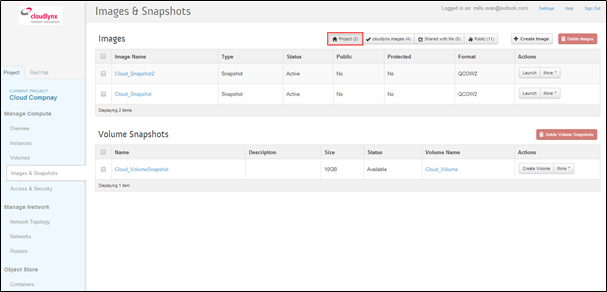 cloudlynx
Images & Snapshots
Logged in as: mills.evan@outlook.com Settings Help Sign Out
Project Red Hat
CURRENT PROJECT
Cloud Compnay
Manage Compute
Overview
Instances
Volumes
Images & Snapshots
Access & Security
Manage Network
Network Topology
Networks
Routers
Object Store
Containers
Images
Project (2) cloudlynx images (4) Shared with Me (0) Public (11) + Create Image Delete Images
Image Name Type Status Public Protected Format Actions
Cloud_Snapshot2 Snapshot Active No No QCOW2 Launch More
Cloud_Snapshot Snapshot Active No No QCOW2 Launch More
Displaying 2 items
Volume Snapshots
Delete Volume Snapshots
Name Description Size Status Volume Name Actions
Cloud_VolumeSnapshot 10GB Available Cloud_Volume Create Volume More
Displaying 1 item